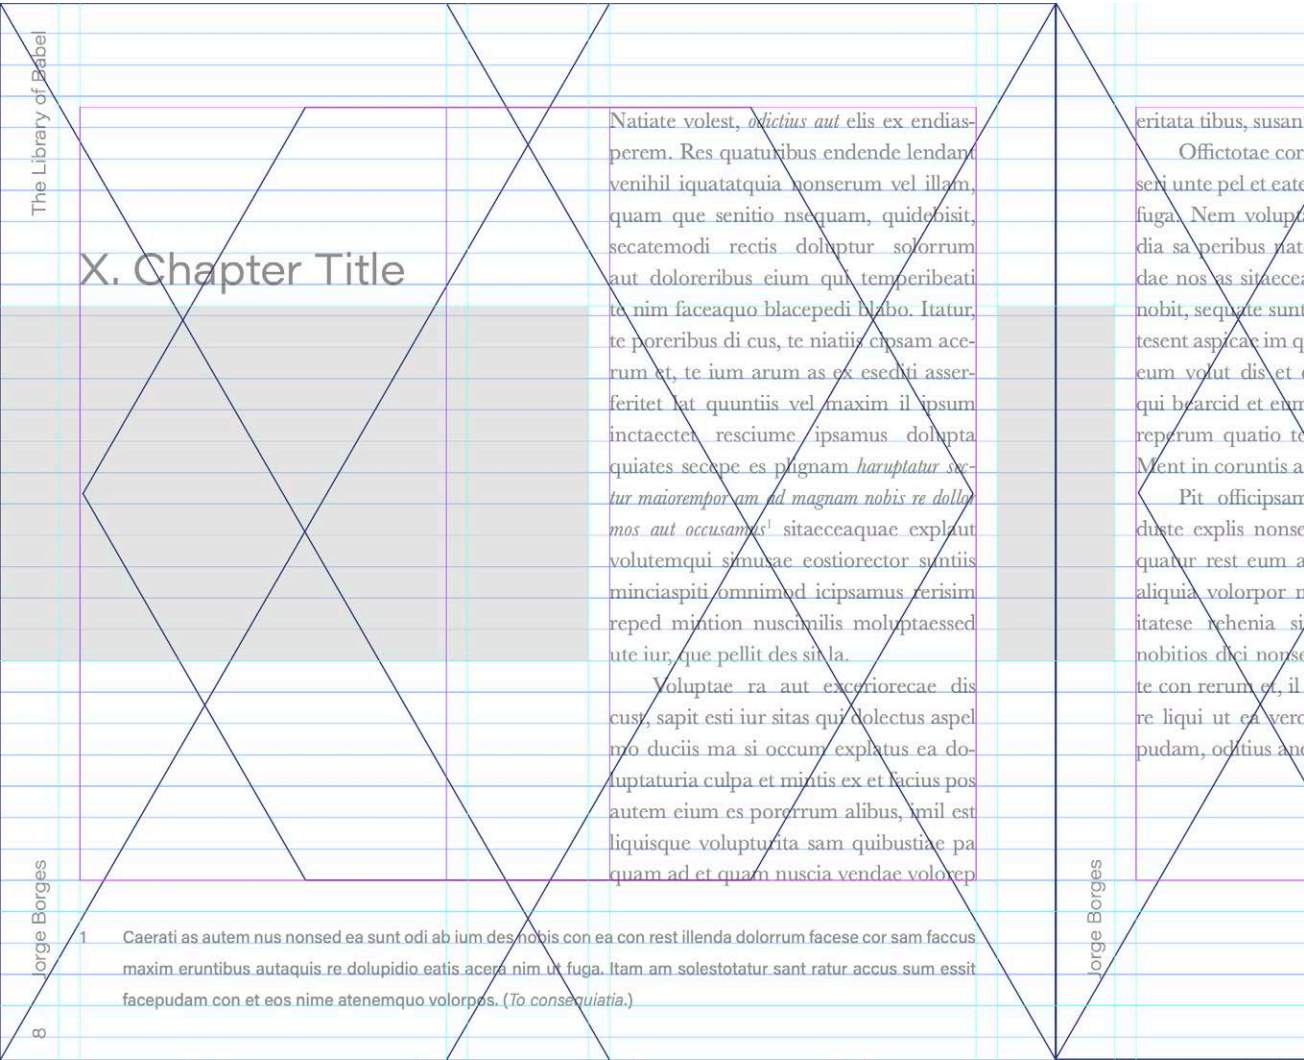 The Library of Babel
X. Chapter Title
Natiate volest, odictius aut elis ex endias-
perem. Res quaturibus endende lendant
venihil iquatatquia nonserum vel illam,
quam que senitio nsequam, quidebisit,
secatemodi rectis doluptur solorrum
aut doloreribus eium qui temperibeati
te nim faceaquo blacepedi blabo. Itatur,
te poreribus di cus, te niatiis cipsam ace-
rum et, te ium arum as ex esediti asser-
feritet lat quuntiis vel maxim il ipsum
inctaectet resciume ipsamus dolupta
quiates secepe es plignam haruptatur sec-
tur maiorempor am ad magnam nobis re dollor
mos aut occusamus¹ sitaeceaquae explaut
volutemqui simusae eostiorector suntiis
minciaspiti omnimod icipsamus rerisim
reped mintion nuscimilis moluptaessed
ute iur, que pellit des sit la.
Voluptae ra aut exceriorecae dis
cust, sapit esti iur sitas qui dolectus aspel
mo duciis ma si occum explatus ea do-
luptaturia culpa et mintis ex et facius pos
autem eium es porerrum alibus, imil est
liquisque volupturita sam quibustiae pa
quam ad et quam nuscia vendae volorep
1 Caerati as autem nus nonsed ea sunt odi ab ium des nobis con ea con rest illenda dolorrum facese cor sam faccus
maxim eruntibus autaquis re dolupidio eatis acera nim ut fuga. Itam am solestotatur sant ratur accus sum essit
facepudam con et eos nime atenemquo volorpos. (To consequiatia.)
Jorge Borges
8
eritata tibus, susan
Offictotae cor
seri unte pel et eate
fuga. Nem volupta
dia sa peribus nat
dae nos as sitaecea
nobit, sequate sunt
tesent aspicae im q
eum volut dis et
qui bearcid et eum
reperum quatio te
Ment in coruntis a
Pit officipsam
duste explis nonse
quatur rest eum a
aliquia volorpor
itatese rehenia si
nobitios dici nonse
te con rerum et, il
re liqui ut ea vero
pudam, oditius and
Jorge Borges